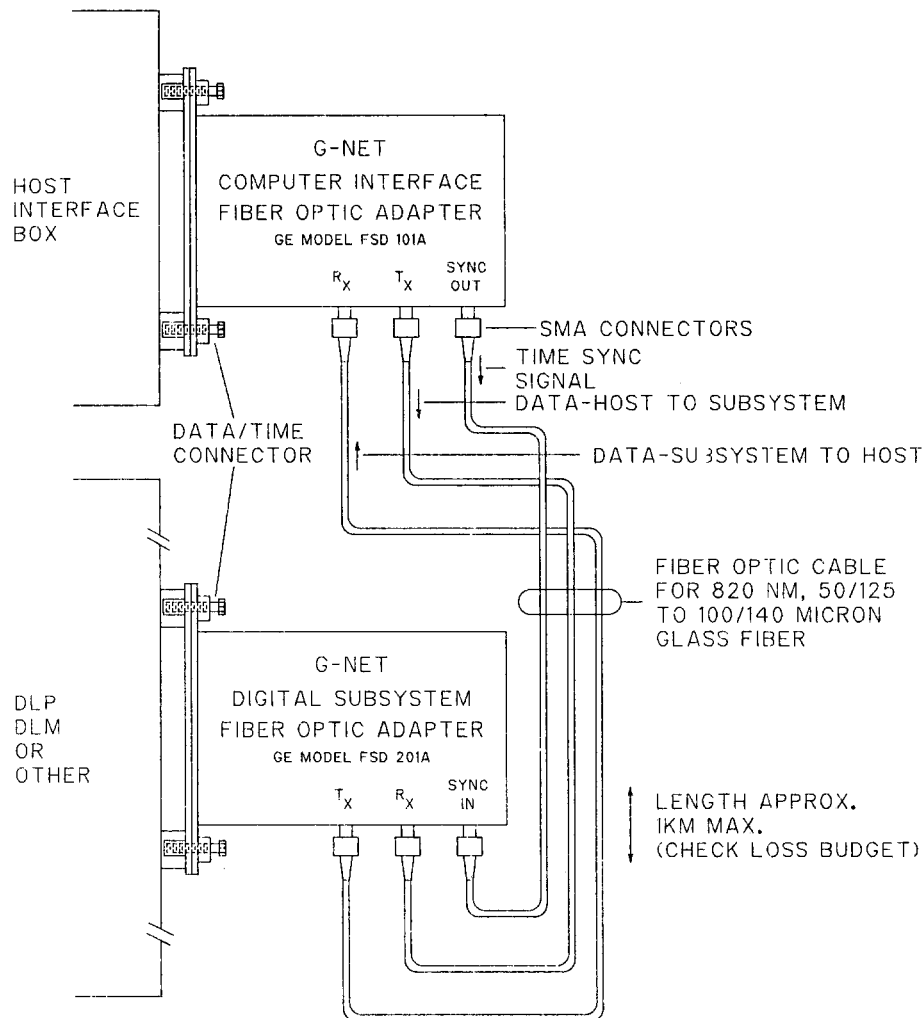 HOST
INTERFACE
BOX
G-NET
COMPUTER INTERFACE
FIBER OPTIC ADAPTER
GE MODEL FSD 101A
RX
TX
SYNC
OUT
SMA CONNECTORS
TIME SYNC
SIGNAL
DATA-HOST TO SUBSYSTEM
DATA/TIME
CONNECTOR
DATA-SUBSYSTEM TO HOST
FIBER OPTIC CABLE
FOR 820 NM, 50/125
TO 100/140 MICRON
GLASS FIBER
DLP
DLM
OR
OTHER
G-NET
DIGITAL SUBSYSTEM
FIBER OPTIC ADAPTER
GE MODEL FSD 201A
TX
RX
SYNC
IN
LENGTH APPROX.
1KM MAX.
(CHECK LOSS BUDGET)